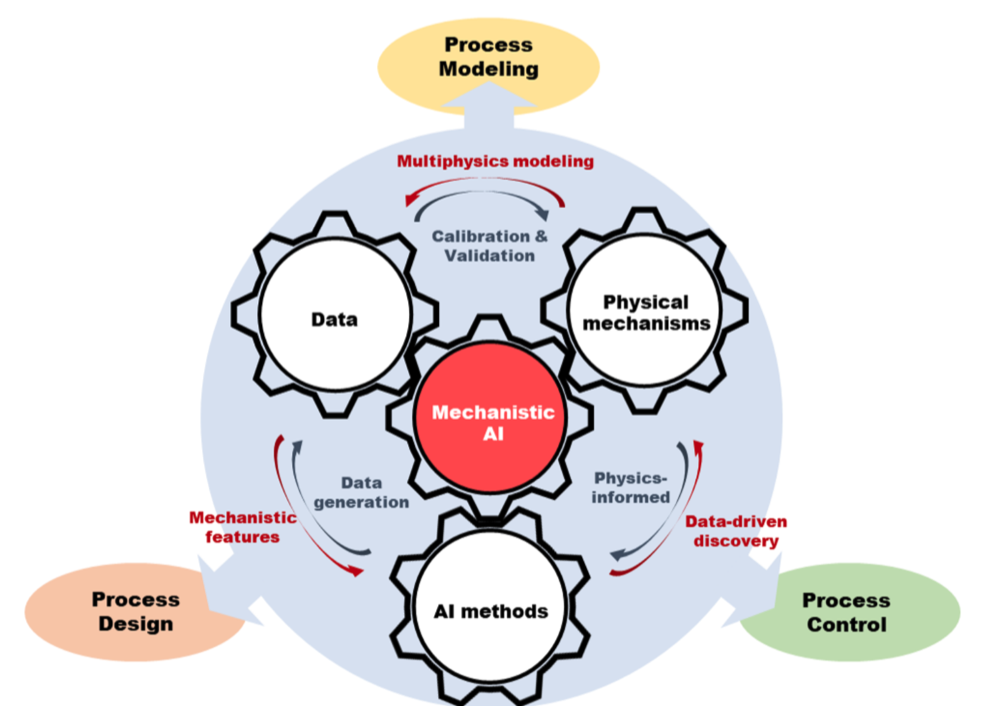 Process
Modeling
Multiphysics modeling
Calibration &
Validation
Data
Physical
mechanisms
Mechanistic
AI
Data
generation
Mechanistic
features
Physics-
informed
Data-driven
discovery
AI methods
Process
Design
Process
Control